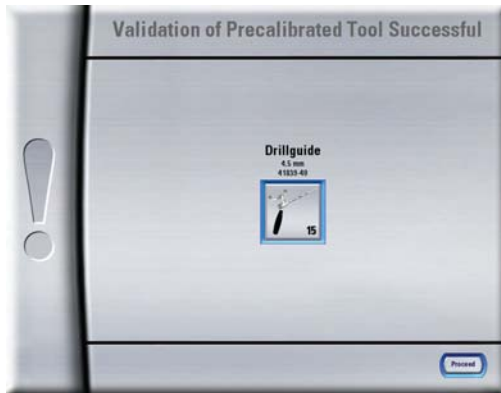 Validation of Precalibrated Tool Successful
Drillguide
4.5 mm
41839-49
15
Proceed